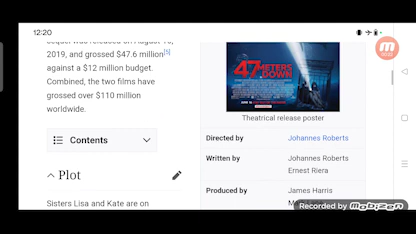 12:20
sequel was released on August 16,
2019, and grossed $47.6 million[5]
against a $12 million budget.
Combined, the two films have
grossed over $110 million
worldwide.
Contents
Plot
Sisters Lisa and Kate are on
47 METERS
DOWN
Theatrical release poster
Directed by Johannes Roberts
Written by Johannes Roberts
Ernest Riera
Produced by James Harris
Recorded by
MOBIZEN